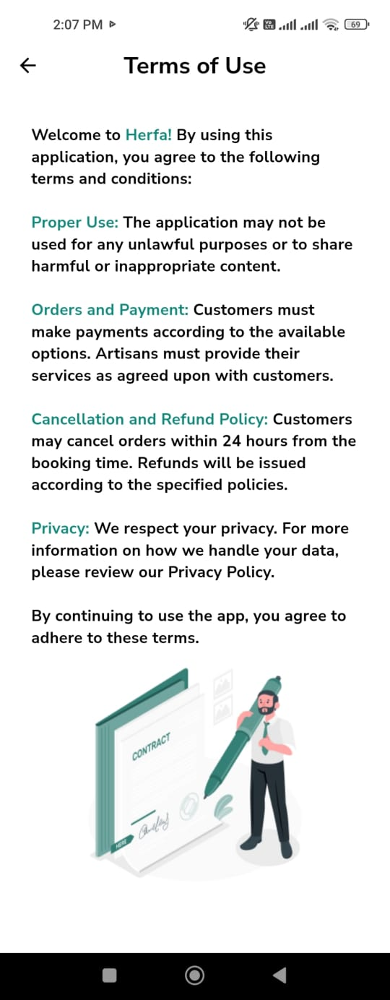 2:07 PM
VO LTE
69
Terms of Use
Welcome to Herfa! By using this
application, you agree to the following
terms and conditions:
Proper Use: The application may not be
used for any unlawful purposes or to share
harmful or inappropriate content.
Orders and Payment: Customers must
make payments according to the available
options. Artisans must provide their
services as agreed upon with customers.
Cancellation and Refund Policy: Customers
may cancel orders within 24 hours from the
booking time. Refunds will be issued
according to the specified policies.
Privacy: We respect your privacy. For more
information on how we handle your data,
please review our Privacy Policy.
By continuing to use the app, you agree to
adhere to these terms.
CONTRACT
HERE